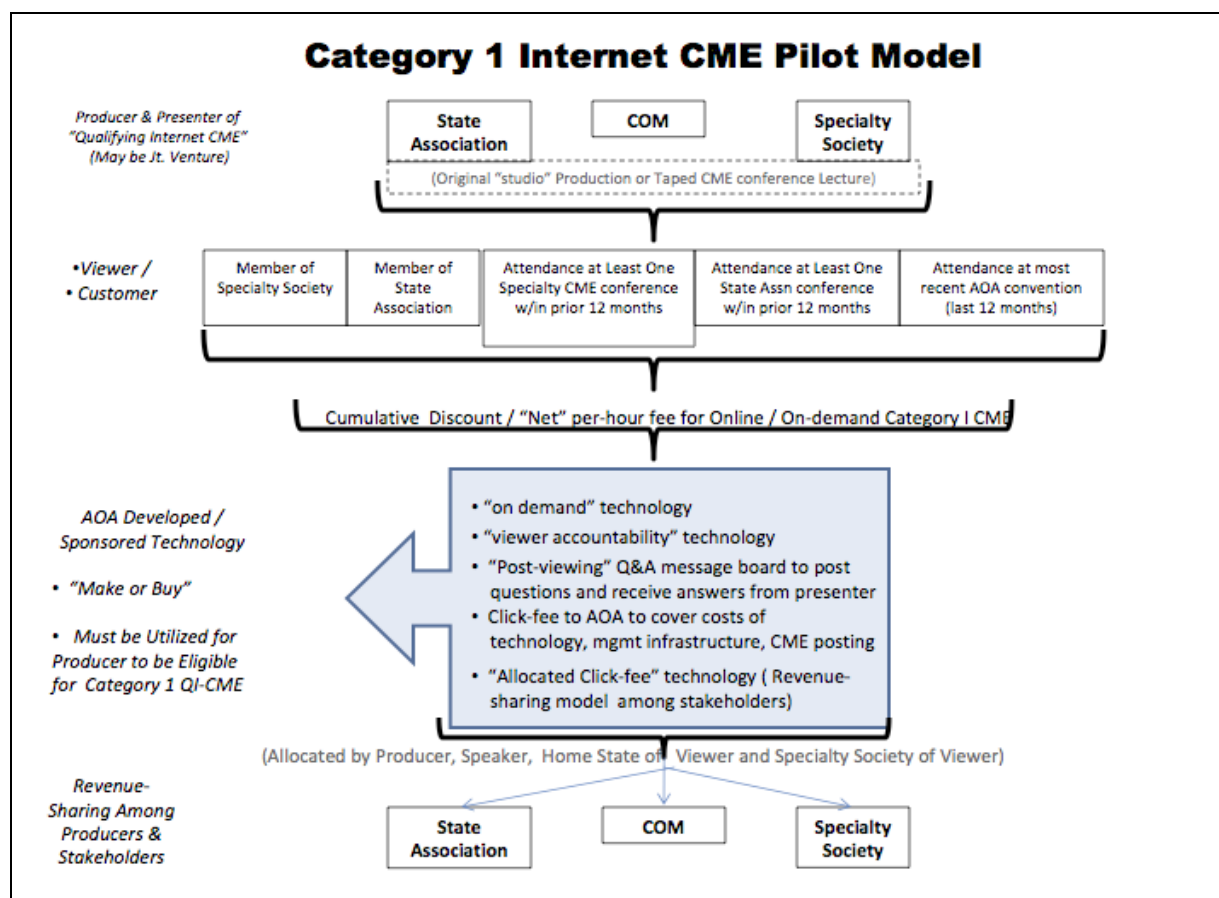 Category 1 Internet CME Pilot Model
Producer & Presenter of
"Qualifying Internet CME"
(May be Jt. Venture)
State
Association
COM
Specialty
Society
(Original "studio" Production or Taped CME conference Lecture)
•Viewer /
• Customer
Member of
Specialty Society
Member of
State
Association
Attendance at Least One
Specialty CME conference
w/in prior 12 months
Attendance at Least One
State Assn conference
w/in prior 12 months
Attendance at most
recent AOA convention
(last 12 months)
Cumulative Discount / "Net" per-hour fee for Online / On-demand Category I CME
AOA Developed /
Sponsored Technology
• "Make or Buy"
• Must be Utilized for
Producer to be Eligible
for Category 1 QI-CME
• "on demand" technology
• "viewer accountability" technology
• "Post-viewing" Q&A message board to post
questions and receive answers from presenter
• Click-fee to AOA to cover costs of
technology, mgmt infrastructure, CME posting
• "Allocated Click-fee" technology ( Revenue-
sharing model among stakeholders)
(Allocated by Producer, Speaker, Home State of Viewer and Specialty Society of Viewer)
Revenue-
Sharing Among
Producers &
Stakeholders
State
Association
COM
Specialty
Society